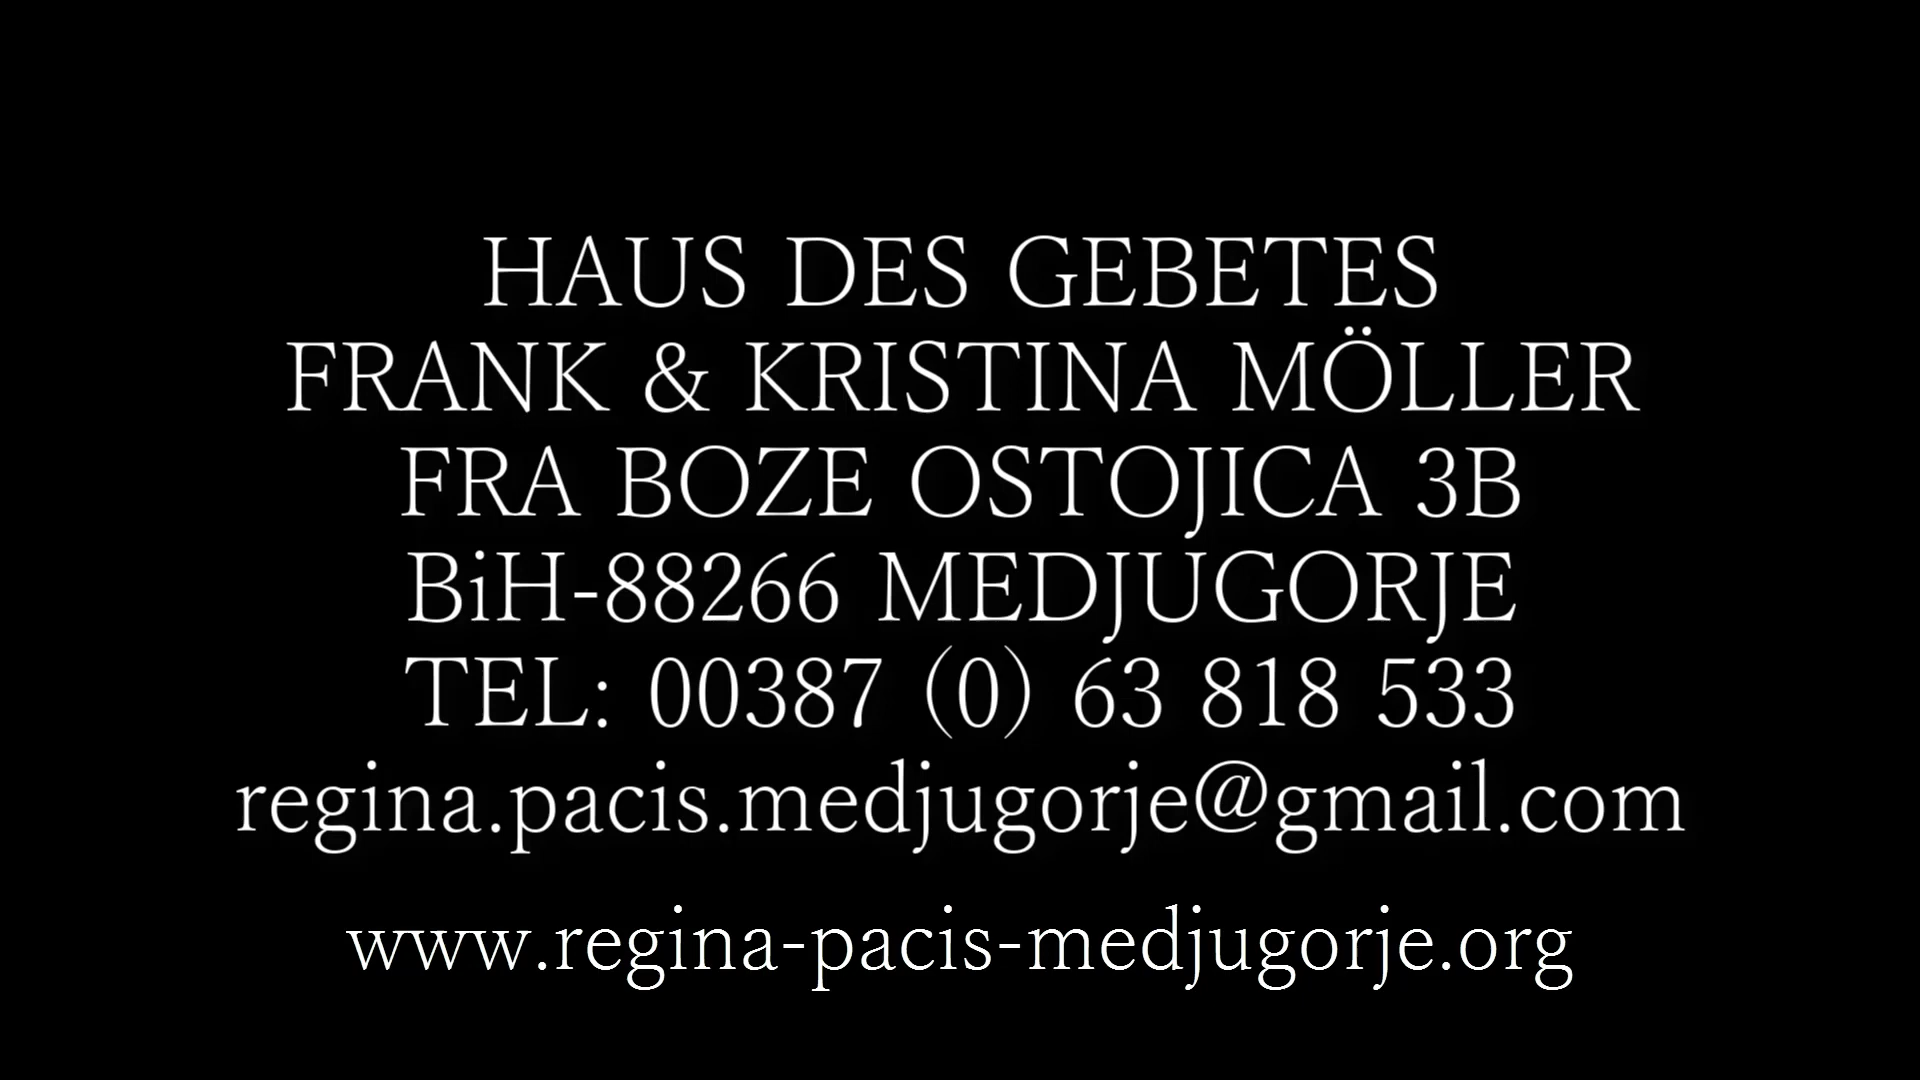 HAUS DES GEBETES
FRANK & KRISTINA MÖLLER
FRA BOZE OSTOJICA 3B
BiH-88266 MEDJUGORJE
TEL: 00387 (0) 63 818 533
regina.pacis.medjugorje@gmail.com
www.regina-pacis-medjugorje.org